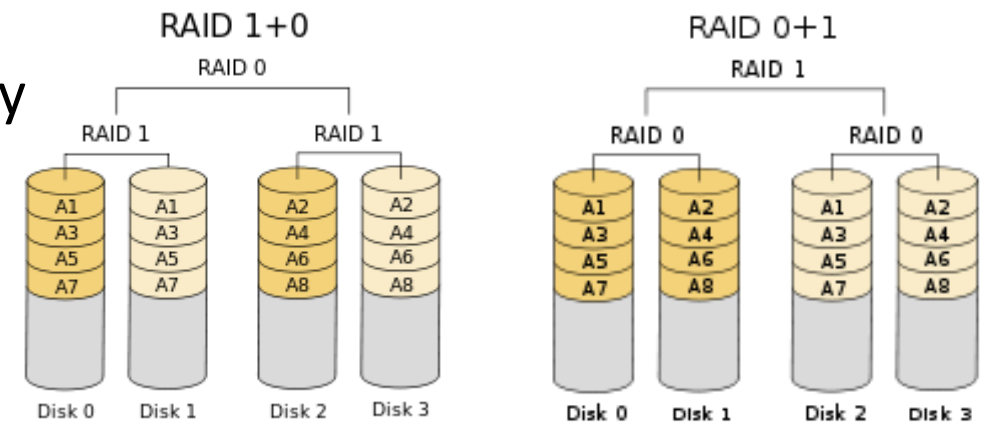 RAID 1+0
RAID 0
y
RAID 1 RAID 1
A1 A1 A2 A2
A3 A3 A4 A4
A5 A5 A6 A6
A7 A7 A8 A8
Disk 0 Disk 1 Disk 2 Disk 3
RAID 0+1
RAID 1
RAID 0 RAID 0
A1 A2 A1 A2
A3 A4 A3 A4
A5 A6 A5 A6
A7 A8 A7 A8
Disk 0 DIsk 1 Disk 2 DIsk 3